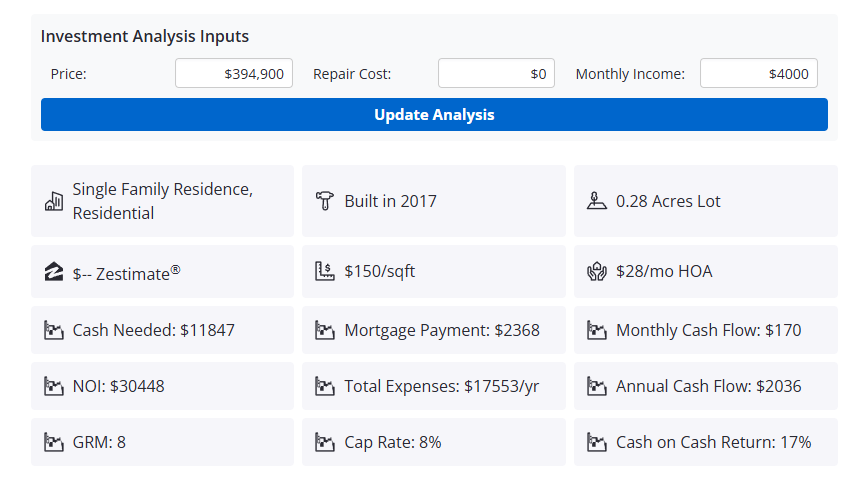 Investment Analysis Inputs
Price: $394,900 Repair Cost: $0 Monthly Income: $4000
Update Analysis
Single Family Residence,
Residential
Built in 2017
0.28 Acres Lot
$-- Zestimate®
$150/sqft
$28/mo HOA
Cash Needed: $11847
Mortgage Payment: $2368
Monthly Cash Flow: $170
NOI: $30448
Total Expenses: $17553/yr
Annual Cash Flow: $2036
GRM: 8
Cap Rate: 8%
Cash on Cash Return: 17%